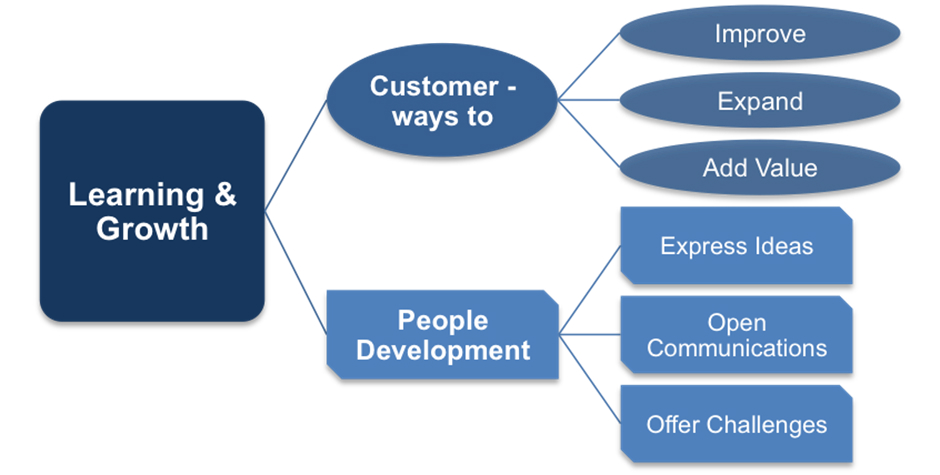 Learning &
Growth
Customer -
ways to
Improve
Expand
Add Value
People
Development
Express Ideas
Open
Communications
Offer Challenges